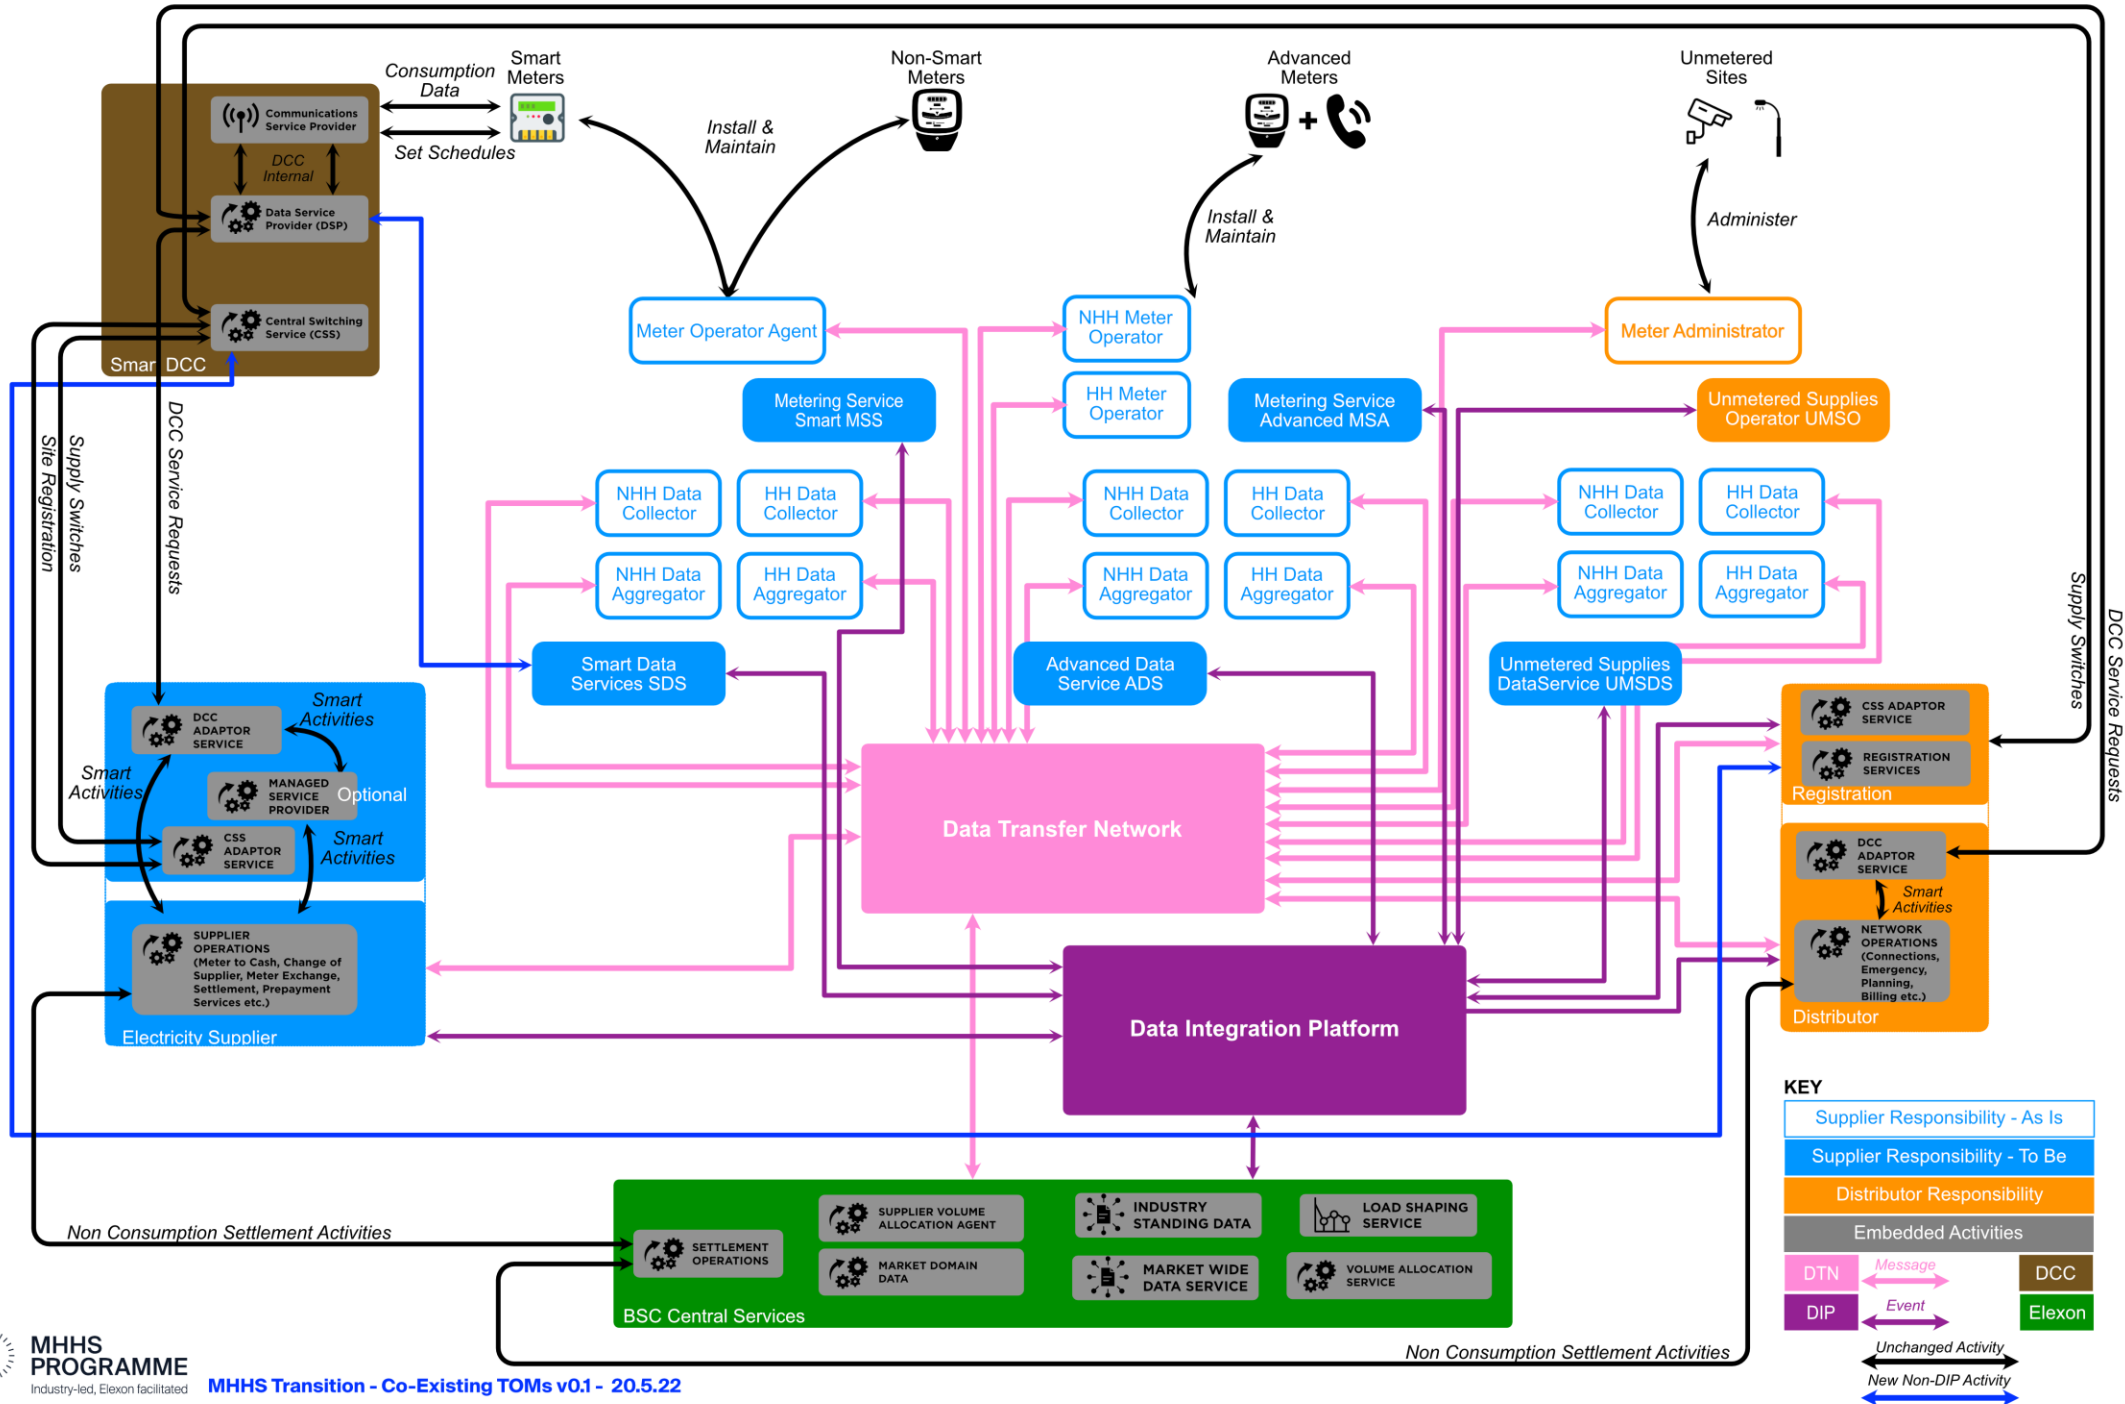 Smart
Meters
Non-Smart
Meters
Advanced
Meters
Unmetered
Sites
Consumption
Data
Set Schedules
Install &
Maintain
Install &
Maintain
Administer
Communications
Service Provider
DCC
Internal
Data Service
Provider (DSP)
Central Switching
Service (CSS)
Smar DCC
Meter Operator Agent
NHH Meter
Operator
HH Meter
Operator
Meter Administrator
Metering Service
Smart MSS
Metering Service
Advanced MSA
Unmetered Supplies
Operator UMSO
NHH Data
Collector
HH Data
Collector
NHH Data
Collector
HH Data
Collector
NHH Data
Collector
HH Data
Collector
NHH Data
Aggregator
HH Data
Aggregator
NHH Data
Aggregator
HH Data
Aggregator
NHH Data
Aggregator
HH Data
Aggregator
Smart Data
Services SDS
Advanced Data
Service ADS
Unmetered Supplies
DataService UMSDS
Site Registration
Supply Switches
DCC Service Requests
Supply Switches
DCC Service Requests
DCC
ADAPTOR
SERVICE
Smart
Activities
Smart
Activities
MANAGED
SERVICE
PROVIDER
Optional
CSS
ADAPTOR
SERVICE
Smart
Activities
SUPPLIER
OPERATIONS
(Meter to Cash, Change of
Supplier, Meter Exchange,
Settlement, Prepayment
Services etc.)
Electricity Supplier
Data Transfer Network
Data Integration Platform
CSS ADAPTOR
SERVICE
REGISTRATION
SERVICES
Registration
DCC
ADAPTOR
SERVICE
Smart
Activities
NETWORK
OPERATIONS
(Connections,
Emergency,
Planning,
Billing etc.)
Distributor
KEY
Supplier Responsibility - As Is
Supplier Responsibility - To Be
Distributor Responsibility
Embedded Activities
DTN
Message
DCC
DIP
Event
Elexon
Unchanged Activity
New Non-DIP Activity
Non Consumption Settlement Activities
SETTLEMENT
OPERATIONS
SUPPLIER VOLUME
ALLOCATION AGENT
MARKET DOMAIN
DATA
INDUSTRY
STANDING DATA
MARKET WIDE
DATA SERVICE
LOAD SHAPING
SERVICE
VOLUME ALLOCATION
SERVICE
BSC Central Services
Non Consumption Settlement Activities
MHHS
PROGRAMME
Industry-led, Elexon facilitated
MHHS Transition - Co-Existing TOMs v0.1 - 20.5.22